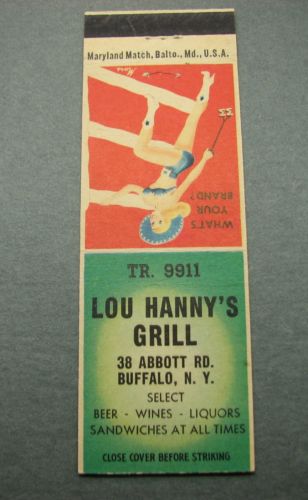 Maryland Match, Balto., Md., U.S.A.
WHAT'S
YOUR
BRAND?
TR. 9911
LOU HANNY'S
GRILL
38 ABBOTT RD.
BUFFALO, N. Y.
SELECT
BEER - WINES - LIQUORS
SANDWICHES AT ALL TIMES
CLOSE COVER BEFORE STRIKING